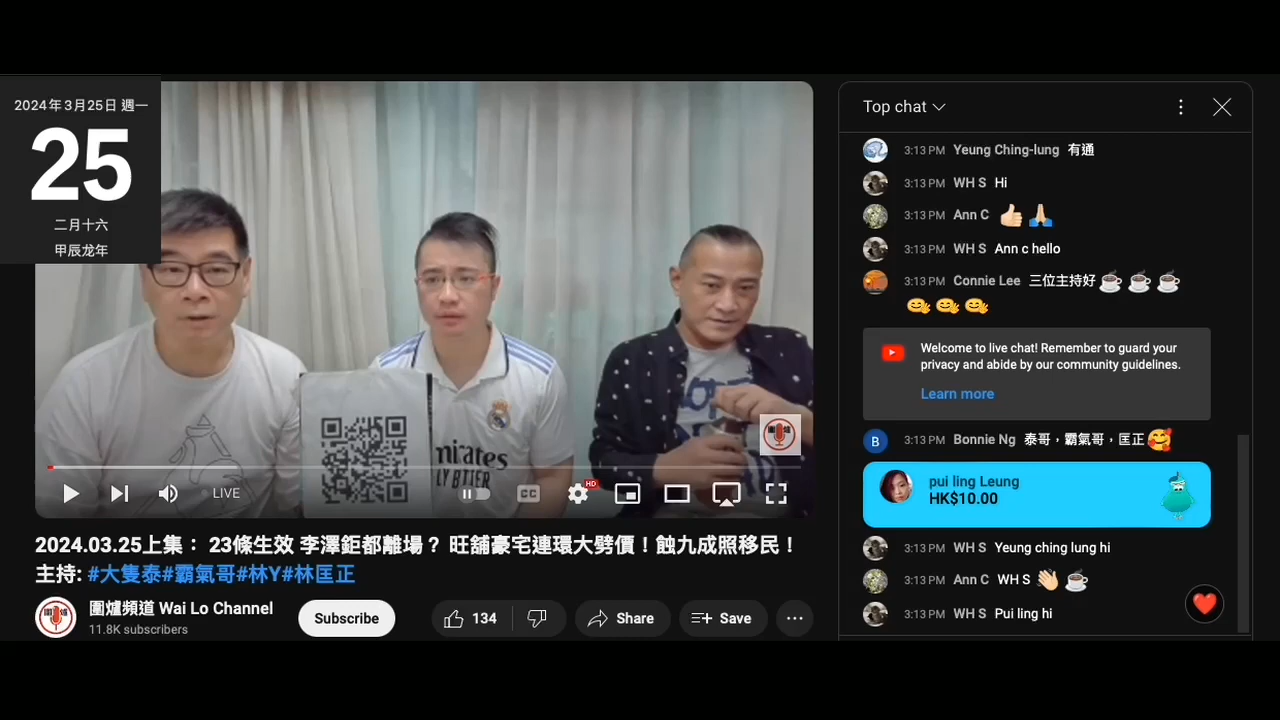 2024年3月25日 週一
25
二月十六
甲辰龙年
LIVE
CC
HD
2024.03.25上集： 23條生效 李澤鉅都離場？ 旺舖豪宅連環大劈價！蝕九成照移民！
主持: #大隻泰#霸氣哥#林Y#林匡正
圍爐頻道 Wai Lo Channel
11.8K subscribers
Subscribe
134
Share
Save
Top chat
3:13 PM Yeung Ching-lung 有通
3:13 PM WH S Hi
3:13 PM Ann C
3:13 PM WH S Ann c hello
3:13 PM Connie Lee 三位主持好
Welcome to live chat! Remember to guard your
privacy and abide by our community guidelines.
Learn more
B
3:13 PM Bonnie Ng 泰哥，霸氣哥，匡正
pui ling Leung
HK$10.00
3:13 PM WH S Yeung ching lung hi
3:13 PM Ann C WH S
3:13 PM WH S Pui ling hi